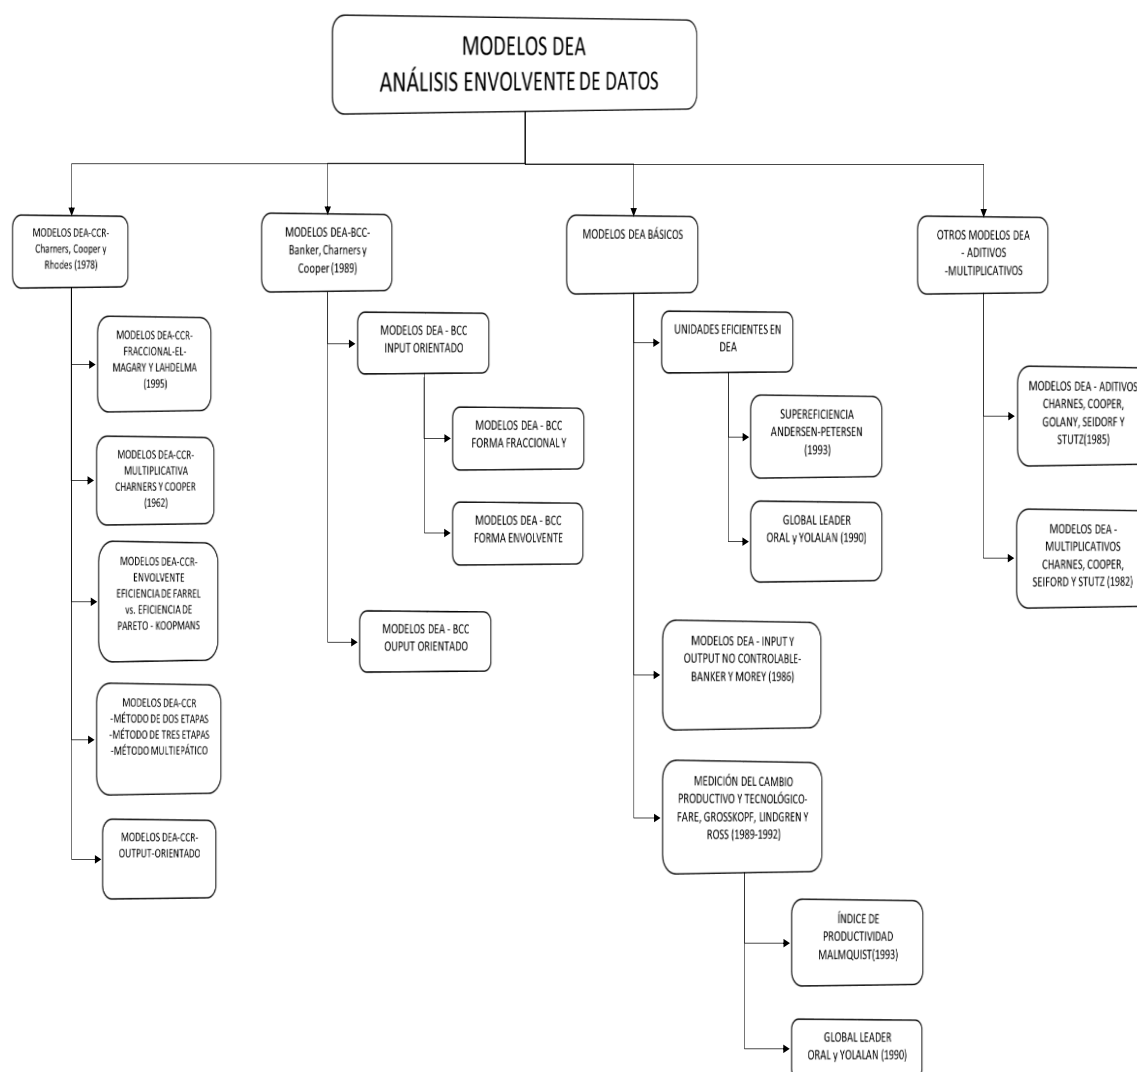 MODELOS DEA
ANÁLISIS ENVOLVENTE DE DATOS
MODELOS DEA-CCR-
Charners, Cooper y
Rhodes (1978)
MODELOS DEA-CCR-
FRACCIONAL-EL-
MAGARY Y LAHDELMA
(1995)
MODELOS DEA-CCR-
MULTIPLICATIVA
CHARNERS Y COOPER
(1962)
MODELOS DEA-CCR-
ENVOLVENTE
EFICIENCIA DE FARREL
vs. EFICIENCIA DE
PARETO - KOOPMANS
MODELOS DEA-CCR
-MÉTODO DE DOS ETAPAS
-MÉTODO DE TRES ETAPAS
-MÉTODO MULTIEPÁTICO
MODELOS DEA-CCR-
OUTPUT-ORIENTADO
MODELOS DEA-BCC-
Banker, Charners y
Cooper (1989)
MODELOS DEA - BCC
INPUT ORIENTADO
MODELOS DEA - BCC
FORMA FRACCIONAL Y
MODELOS DEA - BCC
FORMA ENVOLVENTE
MODELOS DEA - BCC
OUPUT ORIENTADO
MODELOS DEA BÁSICOS
UNIDADES EFICIENTES EN
DEA
SUPEREFICIENCIA
ANDERSEN-PETERSEN
(1993)
GLOBAL LEADER
ORAL y YOLALAN (1990)
MODELOS DEA - INPUT Y
OUTPUT NO CONTROLABLE-
BANKER Y MOREY (1986)
MEDICIÓN DEL CAMBIO
PRODUCTIVO Y TECNOLÓGICO-
FARE, GROSSKOPF, LINDGREN Y
ROSS (1989-1992)
ÍNDICE DE
PRODUCTIVIDAD
MALMQUIST(1993)
GLOBAL LEADER
ORAL y YOLALAN (1990)
OTROS MODELOS DEA
- ADITIVOS
-MULTIPLICATIVOS
MODELOS DEA - ADITIVOS
CHARNES, COOPER,
GOLANY, SEIDORF Y
STUTZ(1985)
MODELOS DEA -
MULTIPLICATIVOS
CHARNES, COOPER,
SEIFORD Y STUTZ (1982)